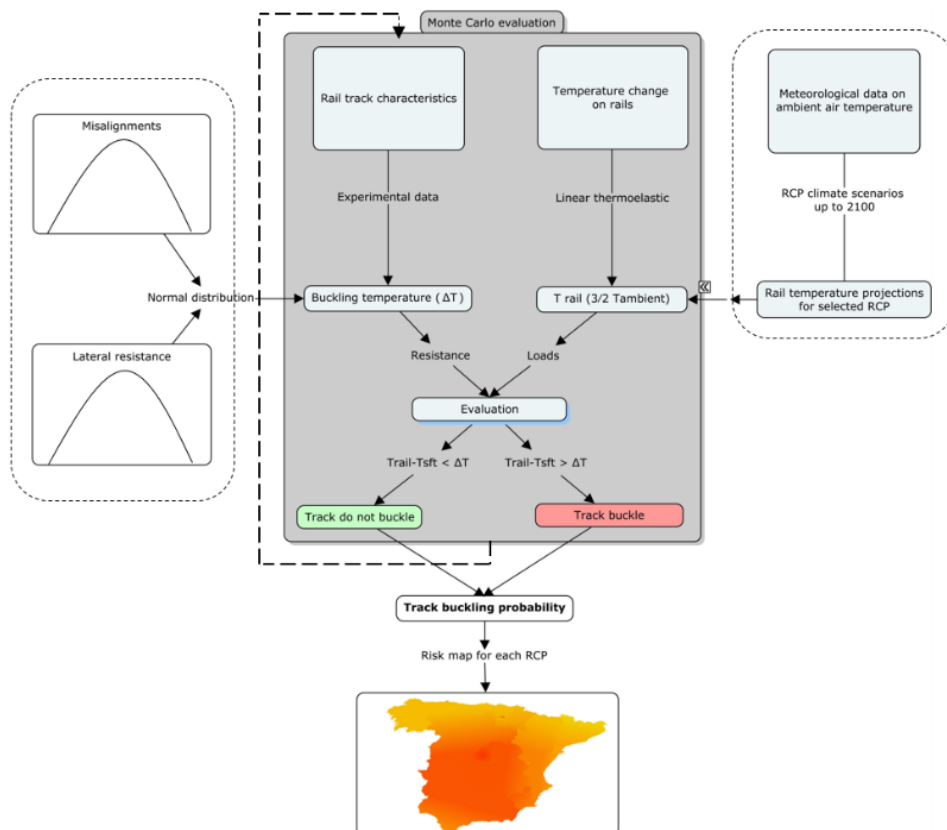 Monte Carlo evaluation
Rail track characteristics
Temperature change
on rails
Meteorological data on
ambient air temperature
Misalignments
Experimental data
Linear thermoelastic
RCP climate scenarios
up to 2100
Normal distribution
Buckling temperature ( ΔT)
T rail (3/2 Tambient)
«
Rail temperature projections
for selected RCP
Lateral resistance
Resistance
Loads
Evaluation
Trail-Tsft < ΔT
Trail-Tsft > ΔT
Track do not buckle
Track buckle
Track buckling probability
Risk map for each RCP